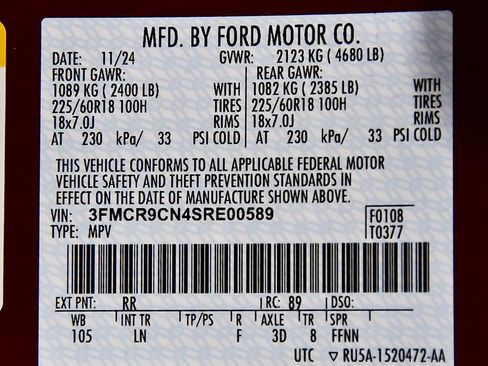 MFD. BY FORD MOTOR CO.
DATE: 11/24 GVWR: 2123 KG ( 4680 LB)
FRONT GAWR: REAR GAWR:
1089 KG ( 2400 LB) WITH 1082 KG ( 2385 LB) WITH
225/60R18 100H TIRES 225/60R18 100H TIRES
18x7.0J RIMS 18x7.0J RIMS
AT 230 kPa/ 33 PSI COLD AT 230 kPa/ 33 PSI COLD
THIS VEHICLE CONFORMS TO ALL APPLICABLE FEDERAL MOTOR
VEHICLE SAFETY AND THEFT PREVENTION STANDARDS IN
EFFECT ON THE DATE OF MANUFACTURE SHOWN ABOVE.
VIN: 3FMCR9CN4SRE00589 F0108
TYPE: MPV T0377
EXT PNT: RR RC: 89 DSO:
WB INT TR TP/PS R AXLE TR SPR
105 LN F 3D 8 FFNN
UTC ▽ RU5A-1520472-AA